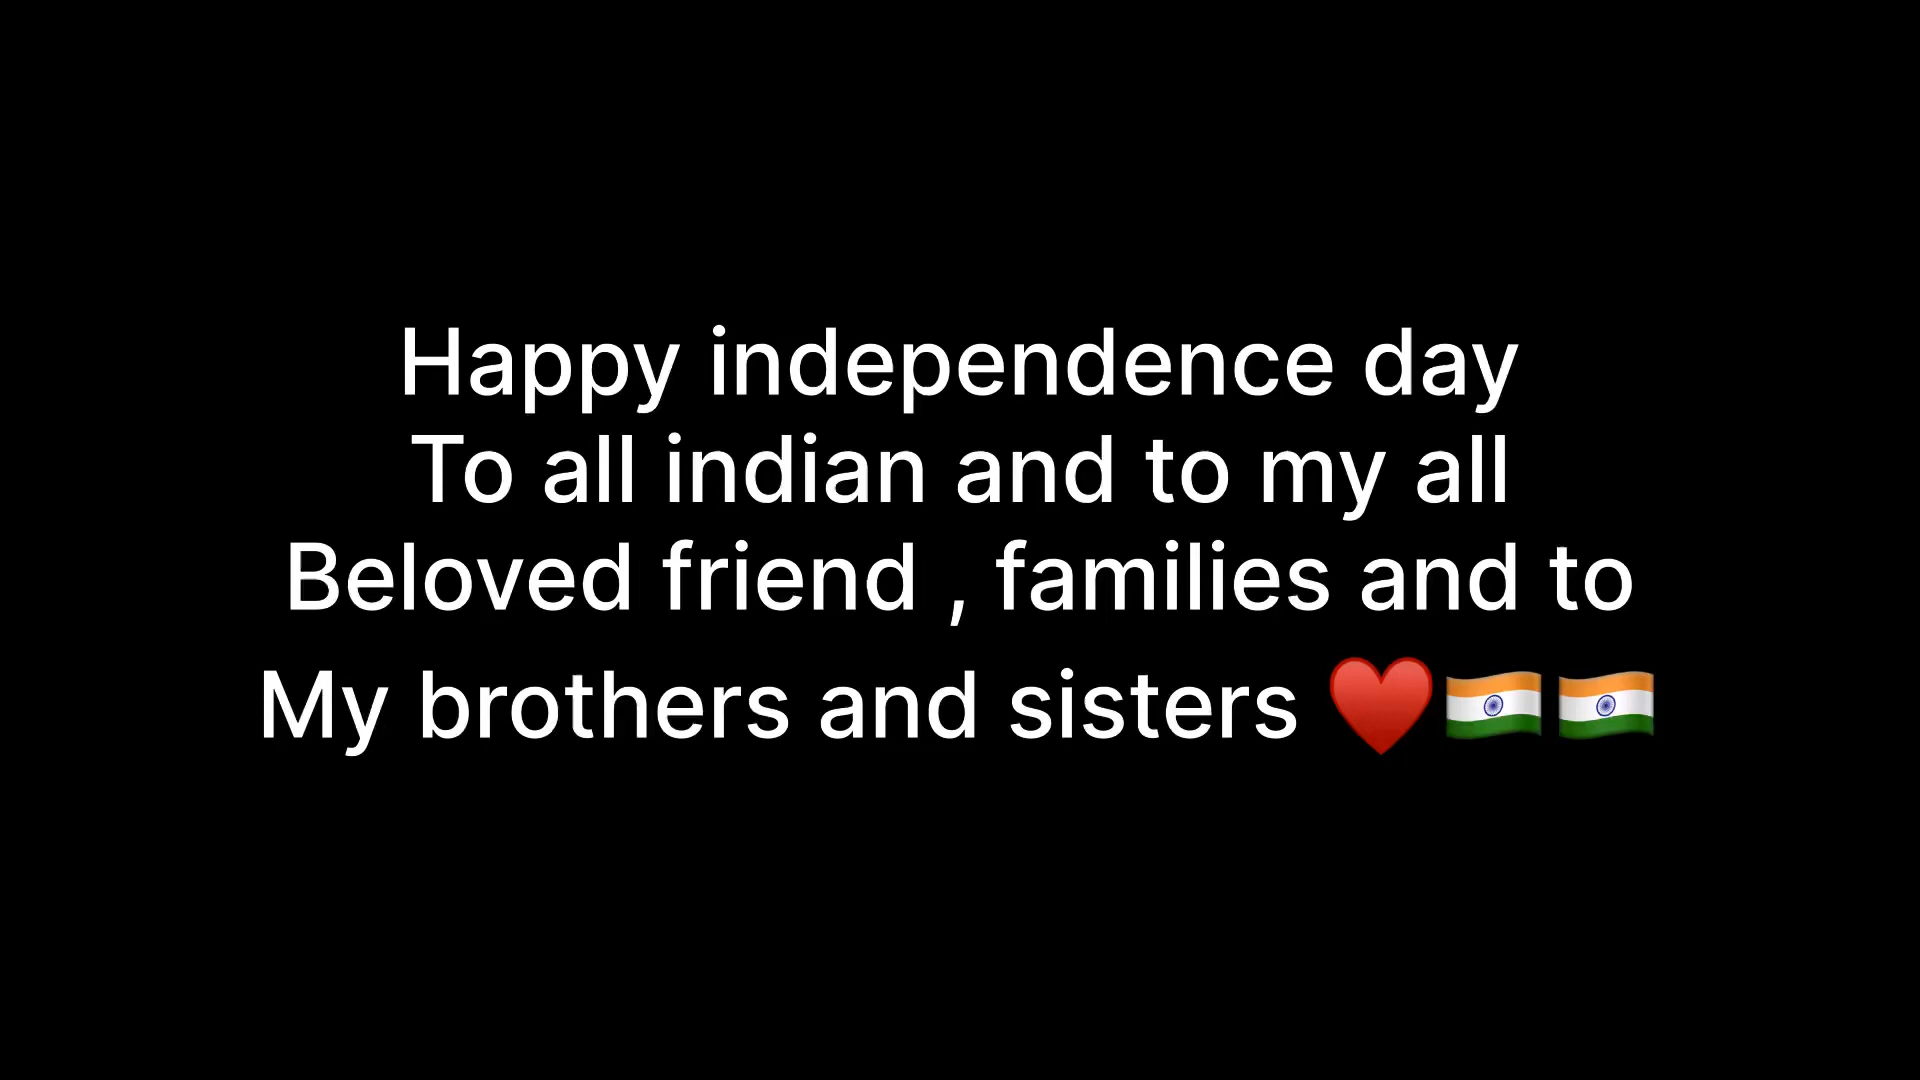 Happy independence day
To all indian and to my all
Beloved friend , families and to
My brothers and sisters ♥️🇮🇳🇮🇳